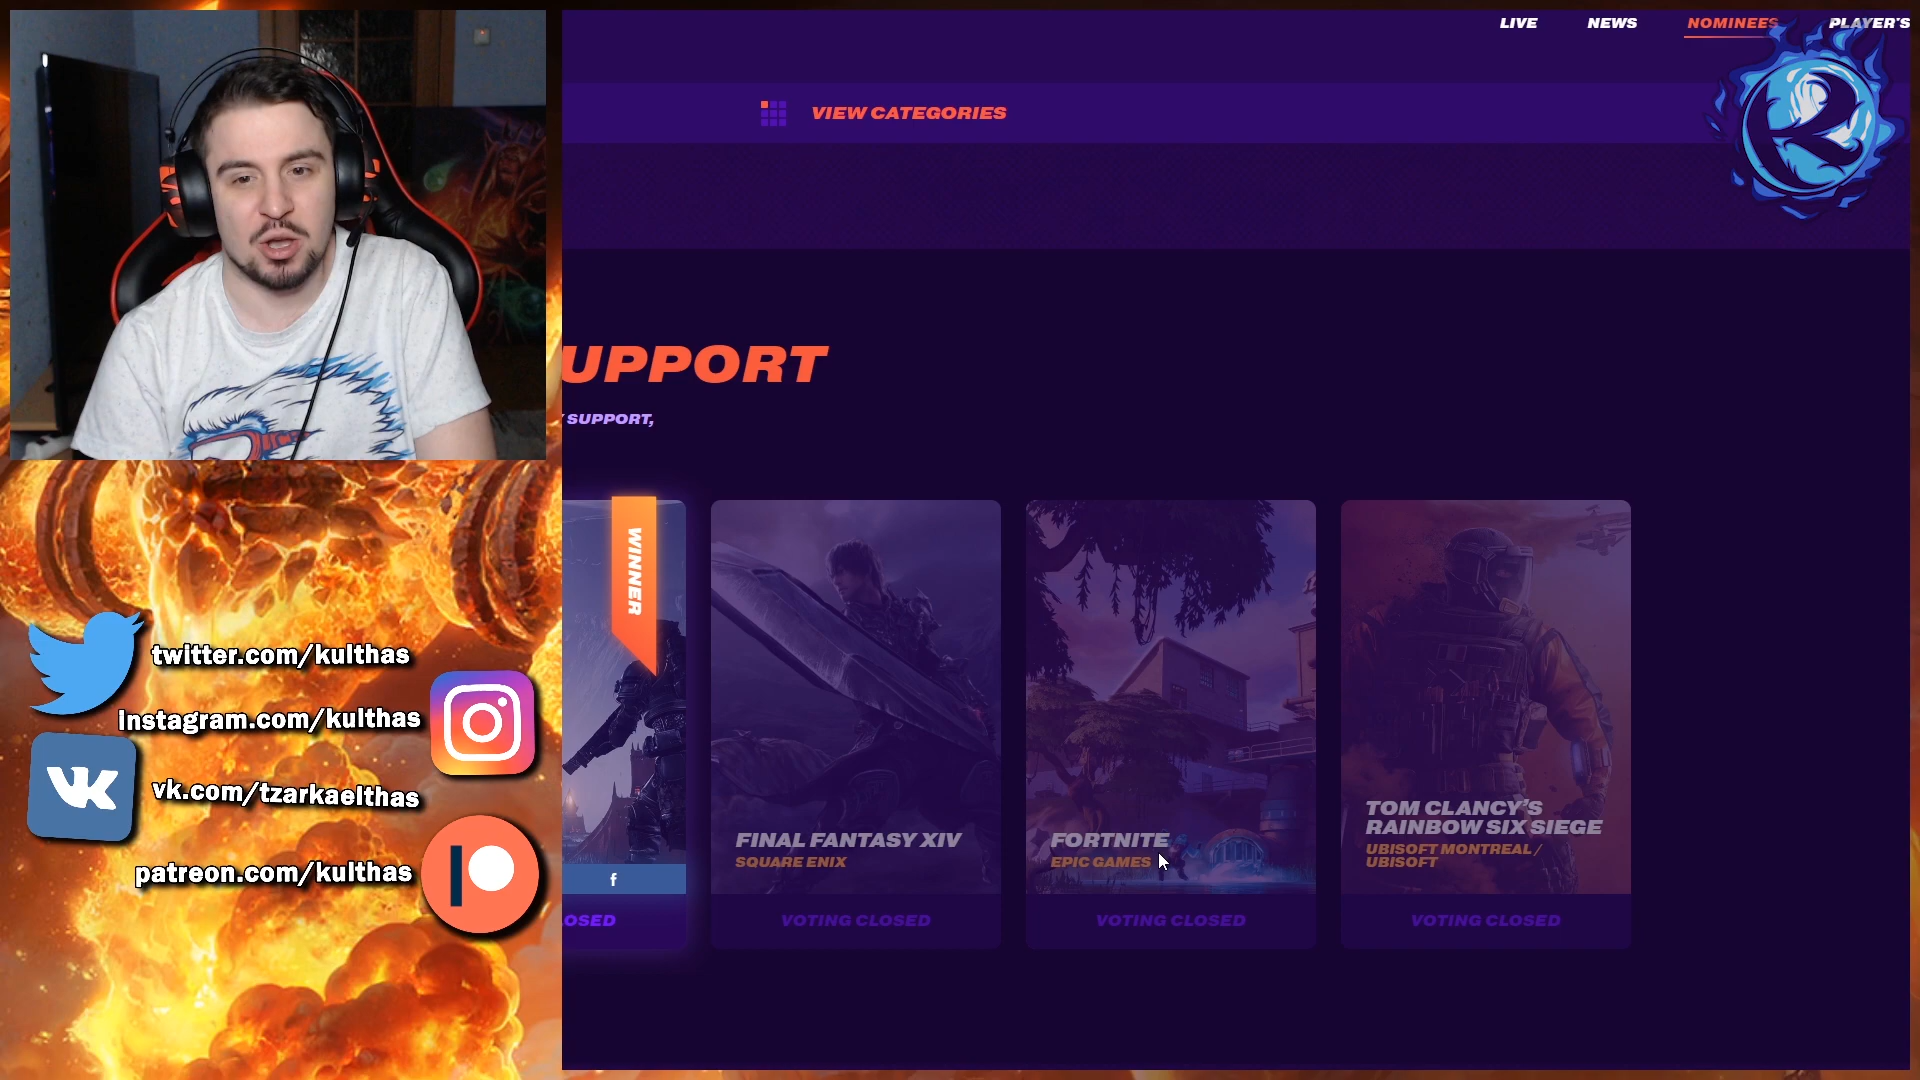 LIVE
NEWS
NOMINEES
PLAYER'S
VIEW CATEGORIES
UPPORT
SUPPORT,
WINNER
FINAL FANTASY XIV
SQUARE ENIX
FORTNITE
EPIC GAMES
TOM CLANCY'S
RAINBOW SIX SIEGE
UBISOFT MONTREAL /
UBISOFT
f
LOSED
VOTING CLOSED
VOTING CLOSED
VOTING CLOSED
twitter.com/kulthas
instagram.com/kulthas
vk.com/tzarkaelthas
patreon.com/kulthas